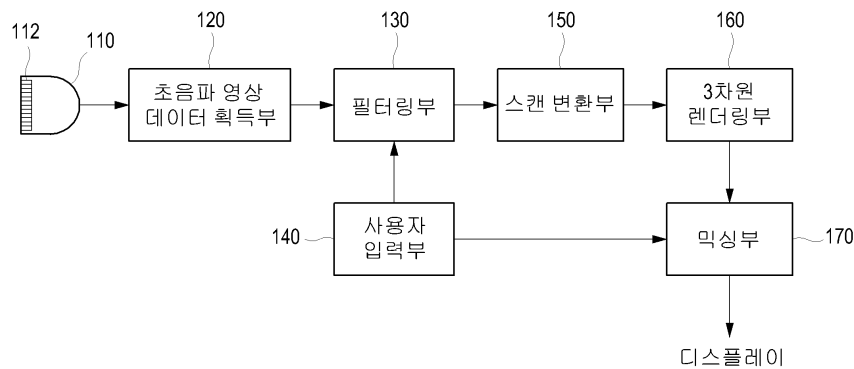 112
110
120
130
150
160
초음파 영상
데이터 획득부
필터링부
스캔 변환부
3차원
렌더링부
140
사용자
입력부
믹싱부
170
디스플레이